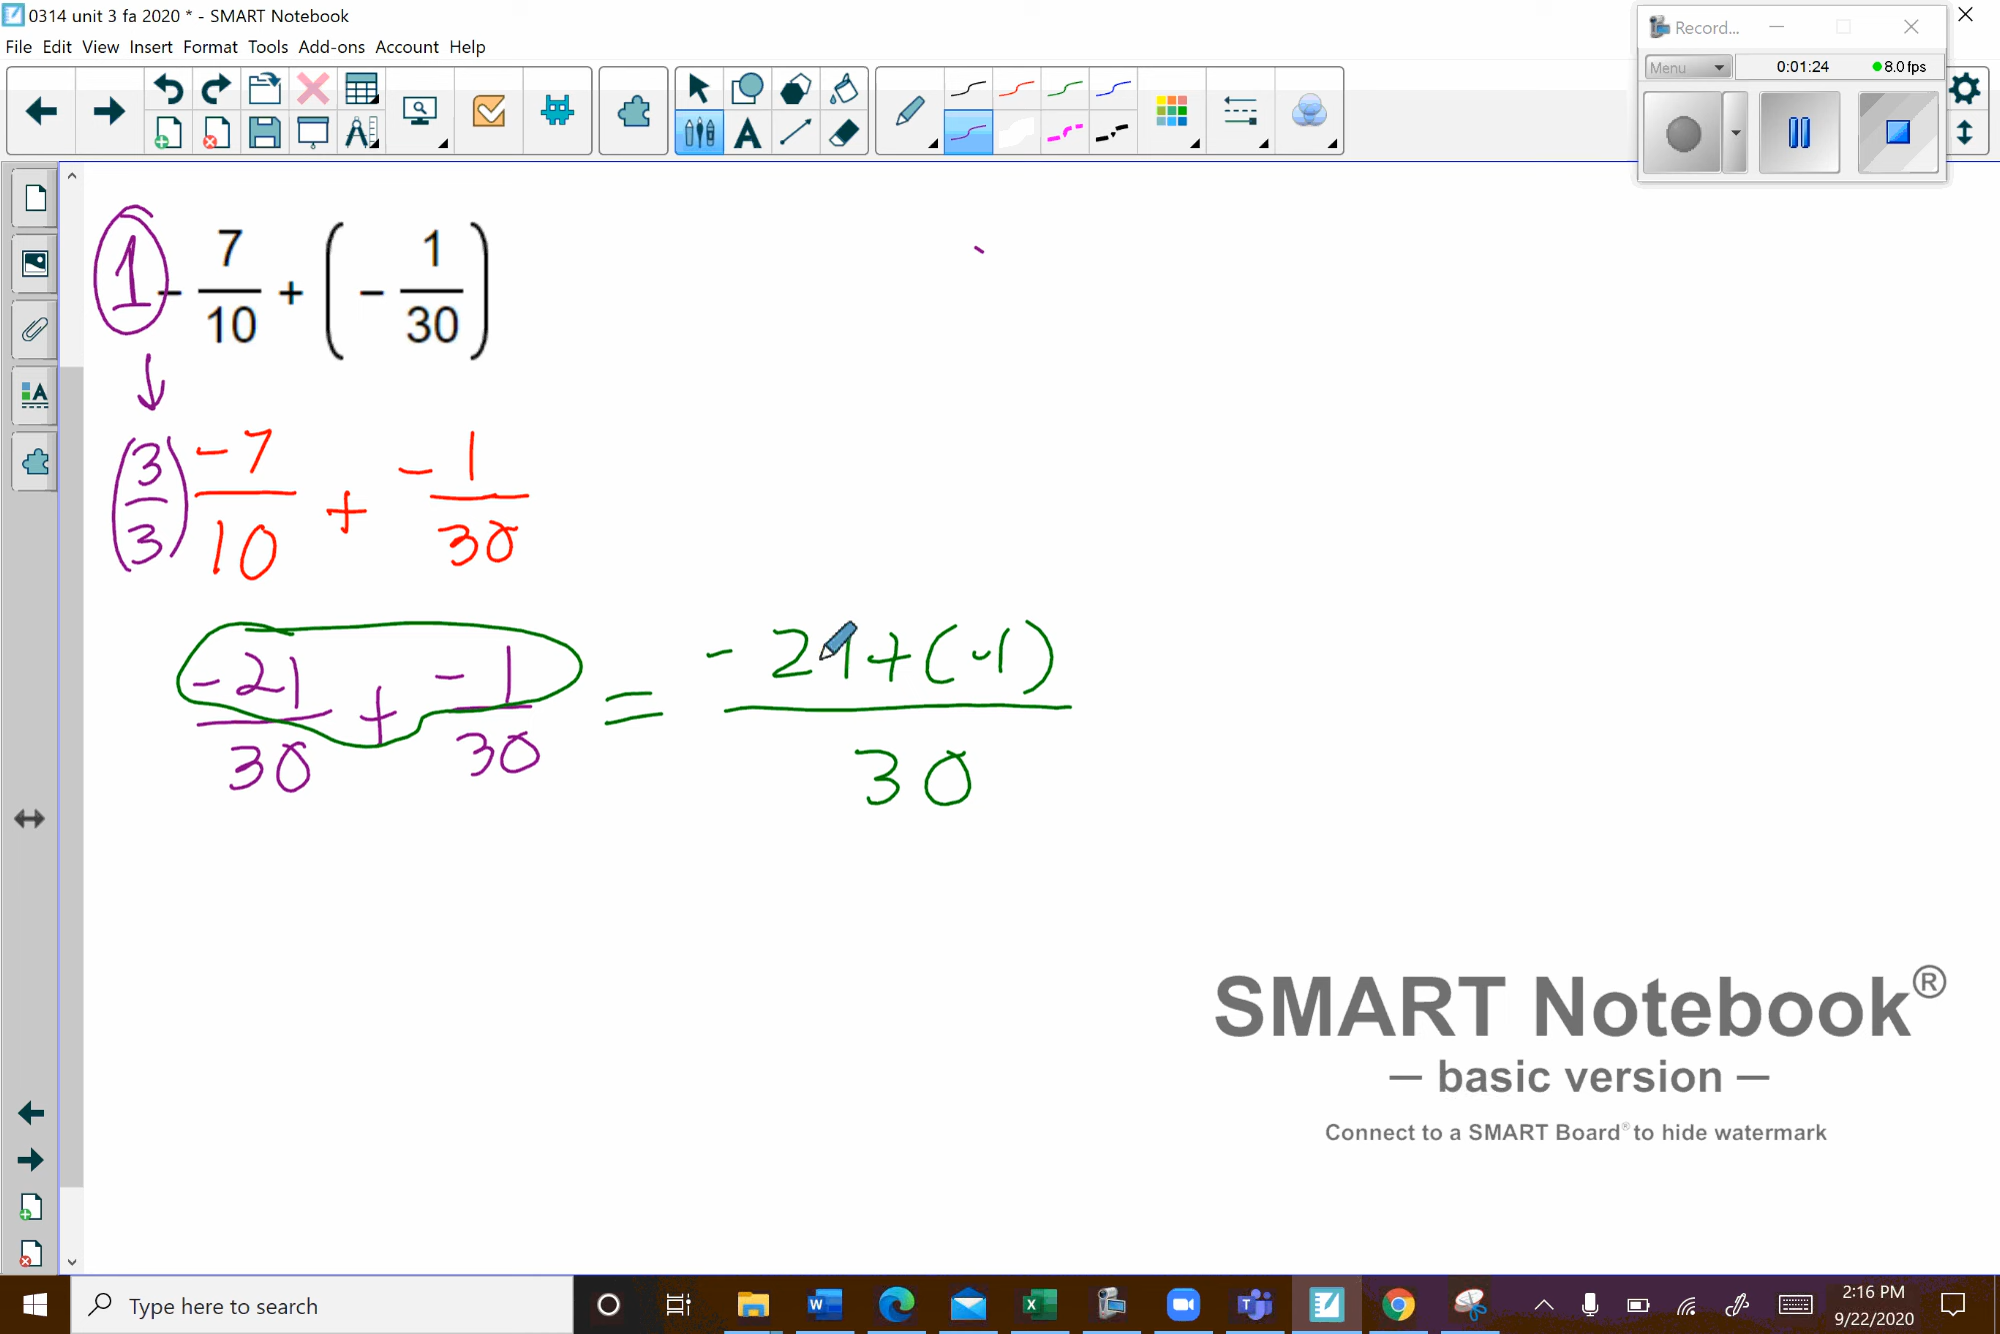 0314 unit 3 fa 2020 * - SMART Notebook
File Edit View Insert Format Tools Add-ons Account Help
Record...
Menu 0:01:24 8.0 fps
1 - 7/10 + (- 1/30)
(3/3) -7/10 + -1/30
-21/30 + -1/30 = -21+(-1)/30
SMART Notebook®
— basic version —
Connect to a SMART Board® to hide watermark
Type here to search
2:16 PM
9/22/2020